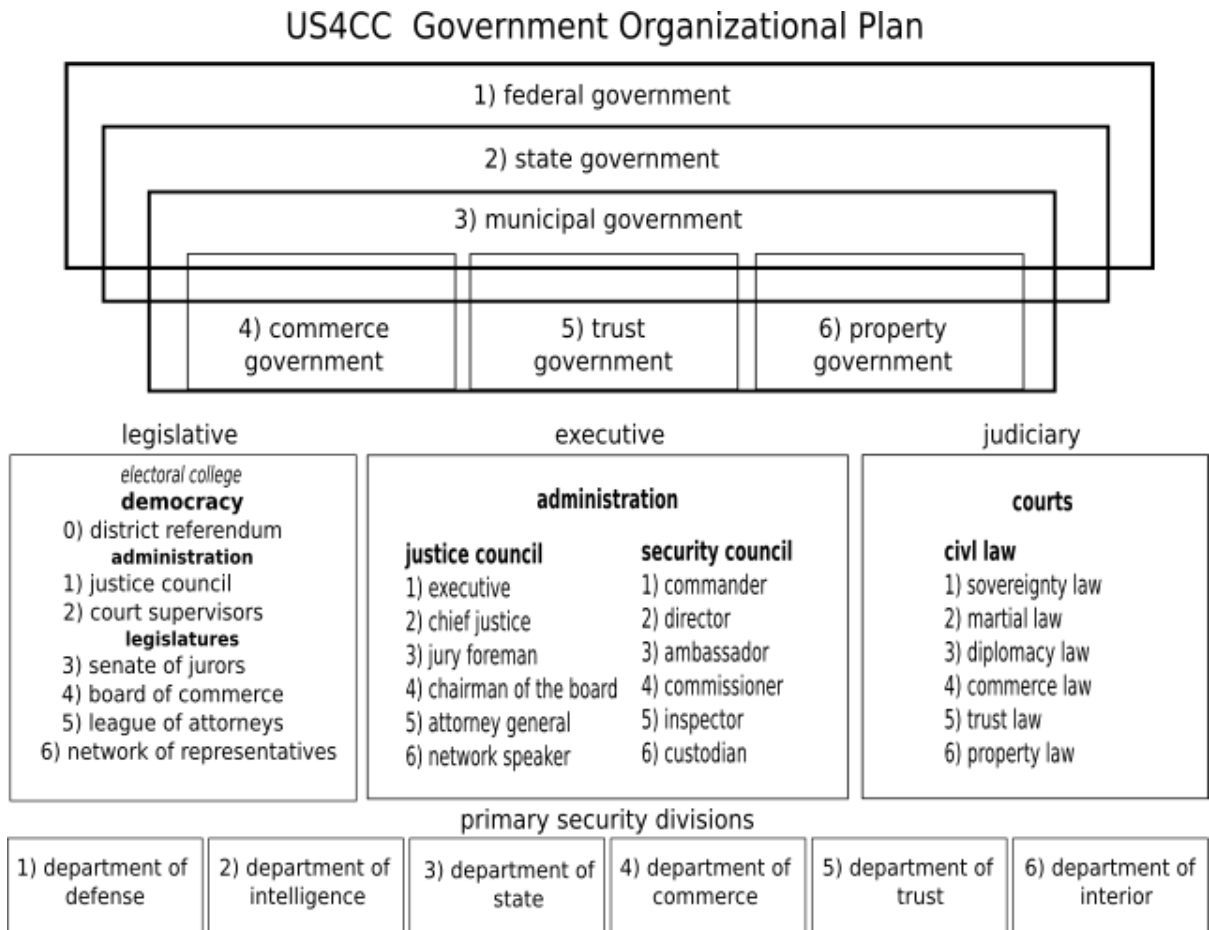 US4CC Government Organizational Plan
1) federal government
2) state government
3) municipal government
4) commerce
government
5) trust
government
6) property
government
legislative
electoral college
democracy
0) district referendum
administration
1) justice council
2) court supervisors
legislatures
3) senate of jurors
4) board of commerce
5) league of attorneys
6) network of representatives
executive
administration
justice council
1) executive
2) chief justice
3) jury foreman
4) chairman of the board
5) attorney general
6) network speaker
security council
1) commander
2) director
3) ambassador
4) commissioner
5) inspector
6) custodian
judiciary
courts
civl law
1) sovereignty law
2) martial law
3) diplomacy law
4) commerce law
5) trust law
6) property law
primary security divisions
1) department of
defense
2) department of
intelligence
3) department of
state
4) department of
commerce
5) department of
trust
6) department of
interior